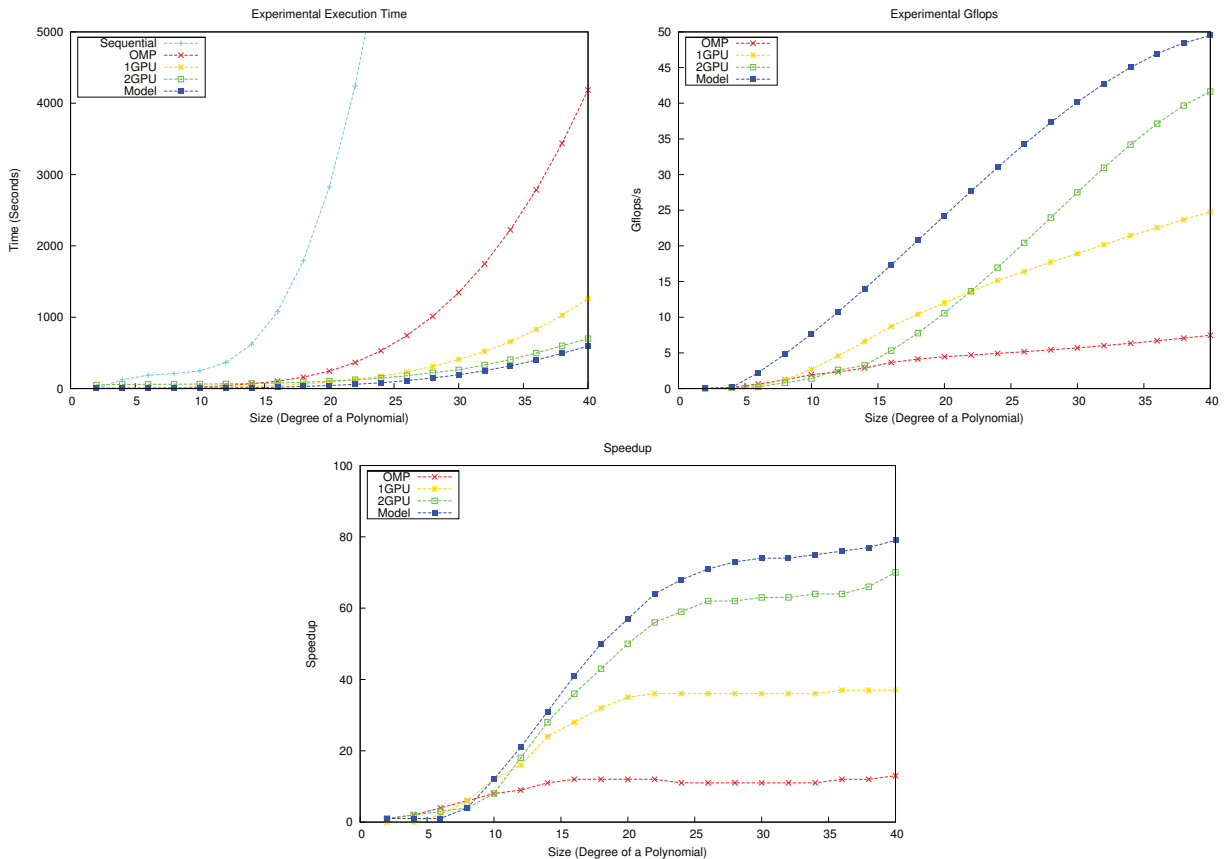 Experimental Execution Time
5000
4000
3000
2000
1000
0
Time (Seconds)
Sequential
OMP
1GPU
2GPU
Model
0 5 10 15 20 25 30 35 40
Size (Degree of a Polynomial)
Experimental Gflops
50
45
40
35
30
25
20
15
10
5
0
Gflops/s
OMP
1GPU
2GPU
Model
0 5 10 15 20 25 30 35 40
Size (Degree of a Polynomial)
Speedup
100
80
60
40
20
0
Speedup
OMP
1GPU
2GPU
Model
0 5 10 15 20 25 30 35 40
Size (Degree of a Polynomial)